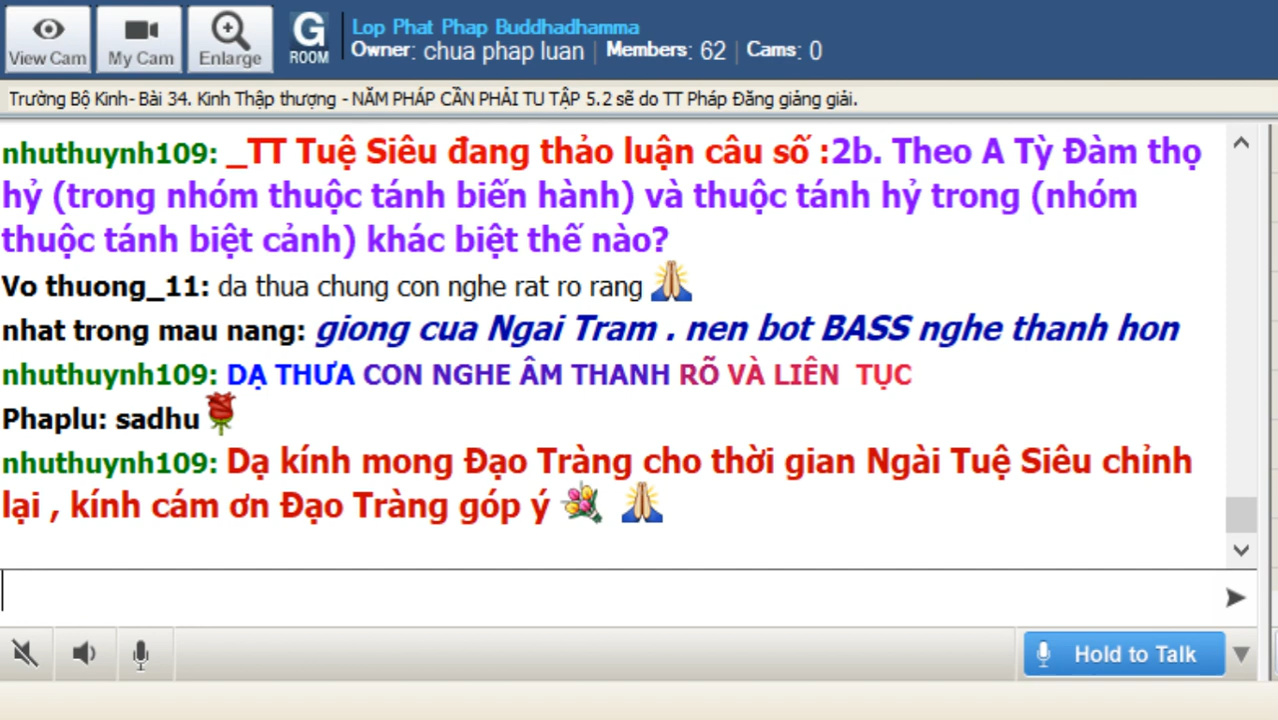 View Cam
My Cam
Enlarge
G
ROOM
Lop Phat Phap Buddhadhamma
Owner: chua phap luan | Members: 62 | Cams: 0
Trường Bộ Kinh- Bài 34. Kinh Thập thượng - NĂM PHÁP CẦN PHẢI TU TẬP 5.2 sẽ do TT Pháp Đăng giảng giải.
nhuthuynh109: _TT Tuệ Siêu đang thảo luận câu số :2b. Theo A Tỳ Đàm thọ
hỷ (trong nhóm thuộc tánh biến hành) và thuộc tánh hỷ trong (nhóm
thuộc tánh biệt cảnh) khác biệt thế nào?
Vo thuong_11: da thua chung con nghe rat ro rang
nhat trong mau nang: giong cua Ngai Tram . nen bot BASS nghe thanh hon
nhuthuynh109: DẠ THƯA CON NGHE ÂM THANH RÕ VÀ LIÊN TỤC
Phaplu: sadhu
nhuthuynh109: Dạ kính mong Đạo Tràng cho thời gian Ngài Tuệ Siêu chỉnh
lại , kính cám ơn Đạo Tràng góp ý
Hold to Talk